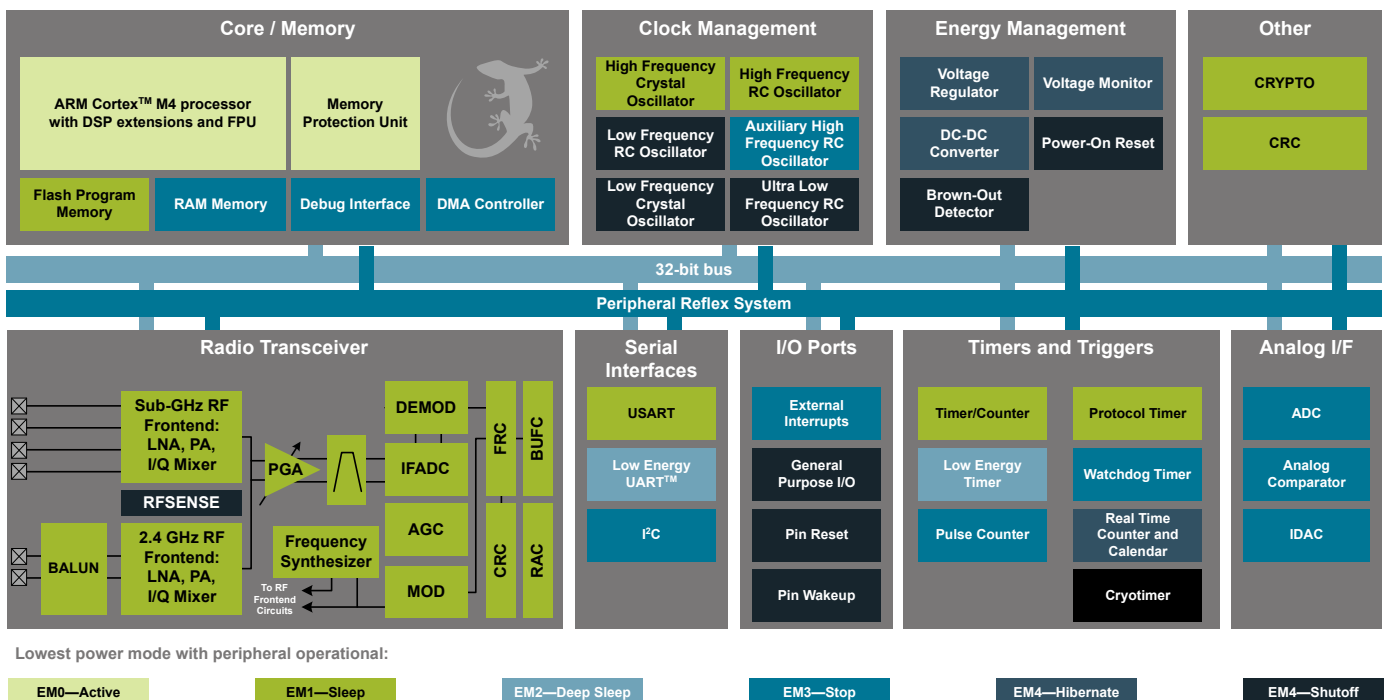 Core / Memory
ARM Cortex™ M4 processor
with DSP extensions and FPU
Memory
Protection Unit
Flash Program
Memory
RAM Memory
Debug Interface
DMA Controller
Clock Management
High Frequency
Crystal
Oscillator
High Frequency
RC Oscillator
Low Frequency
RC Oscillator
Auxiliary High
Frequency RC
Oscillator
Low Frequency
Crystal
Oscillator
Ultra Low
Frequency RC
Oscillator
Energy Management
Voltage
Regulator
Voltage Monitor
DC-DC
Converter
Power-On Reset
Brown-Out
Detector
Other
CRYPTO
CRC
32-bit bus
Peripheral Reflex System
Radio Transceiver
Sub-GHz RF
Frontend:
LNA, PA,
I/Q Mixer
RFSENSE
BALUN
2.4 GHz RF
Frontend:
LNA, PA,
I/Q Mixer
PGA
DEMOD
IFADC
AGC
MOD
Frequency
Synthesizer
To RF
Frontend
Circuits
FRC
BUFC
CRC
RAC
Serial
Interfaces
USART
Low Energy
UART™
I²C
I/O Ports
External
Interrupts
General
Purpose I/O
Pin Reset
Pin Wakeup
Timers and Triggers
Timer/Counter
Protocol Timer
Low Energy
Timer
Watchdog Timer
Pulse Counter
Real Time
Counter and
Calendar
Cryotimer
Analog I/F
ADC
Analog
Comparator
IDAC
Lowest power mode with peripheral operational:
EM0—Active
EM1—Sleep
EM2—Deep Sleep
EM3—Stop
EM4—Hibernate
EM4—Shutoff